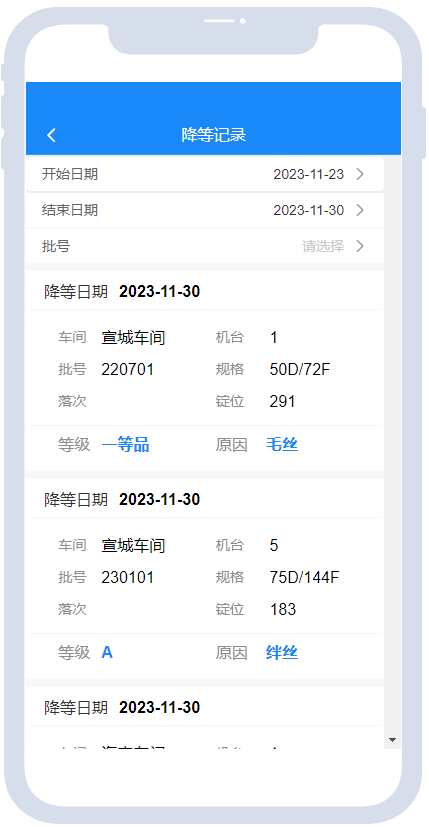 降等记录
开始日期 2023-11-23
结束日期 2023-11-30
批号 请选择
降等日期 2023-11-30
车间 宣城车间 机台 1
批号 220701 规格 50D/72F
落次 锭位 291
等级 一等品 原因 毛丝
降等日期 2023-11-30
车间 宣城车间 机台 5
批号 230101 规格 75D/144F
落次 锭位 183
等级 A 原因 绊丝
降等日期 2023-11-30